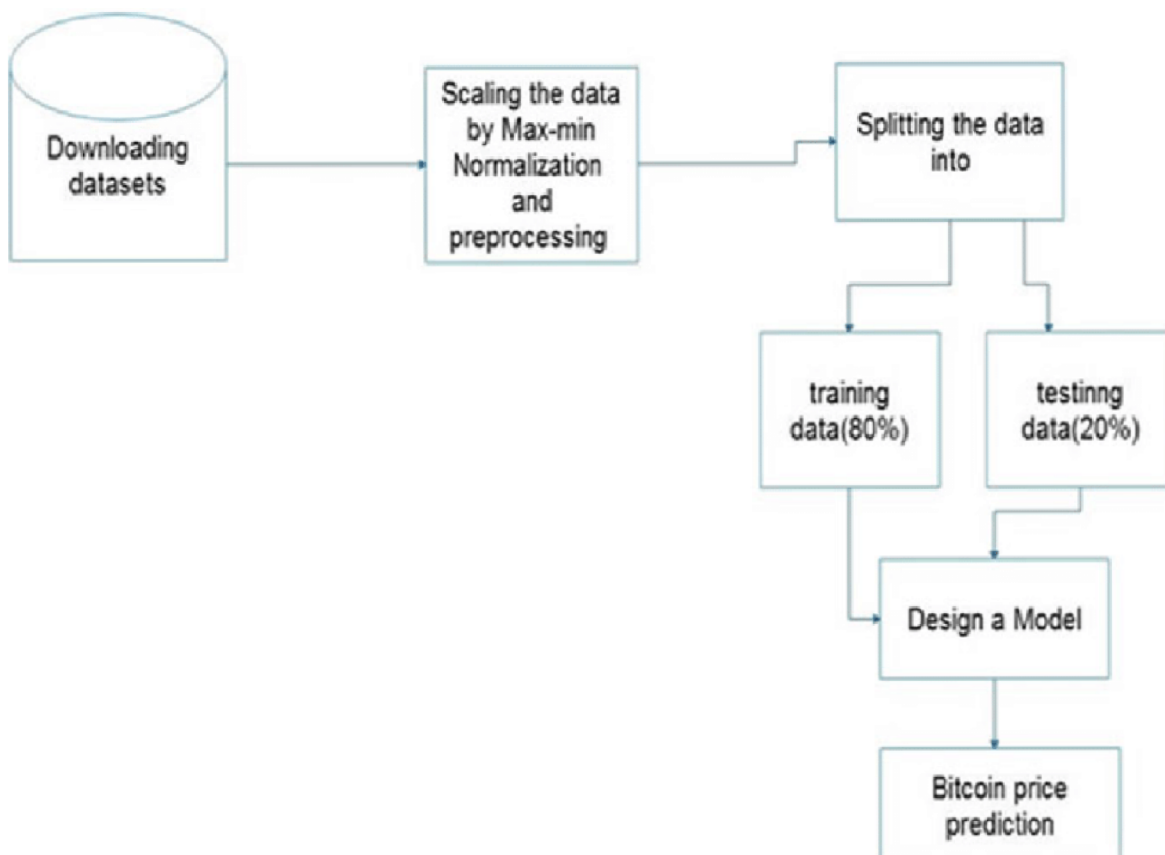 Downloading
datasets
Scaling the data
by Max-min
Normalization
and
preprocessing
Splitting the data
into
training
data(80%)
testinng
data(20%)
Design a Model
Bitcoin price
prediction